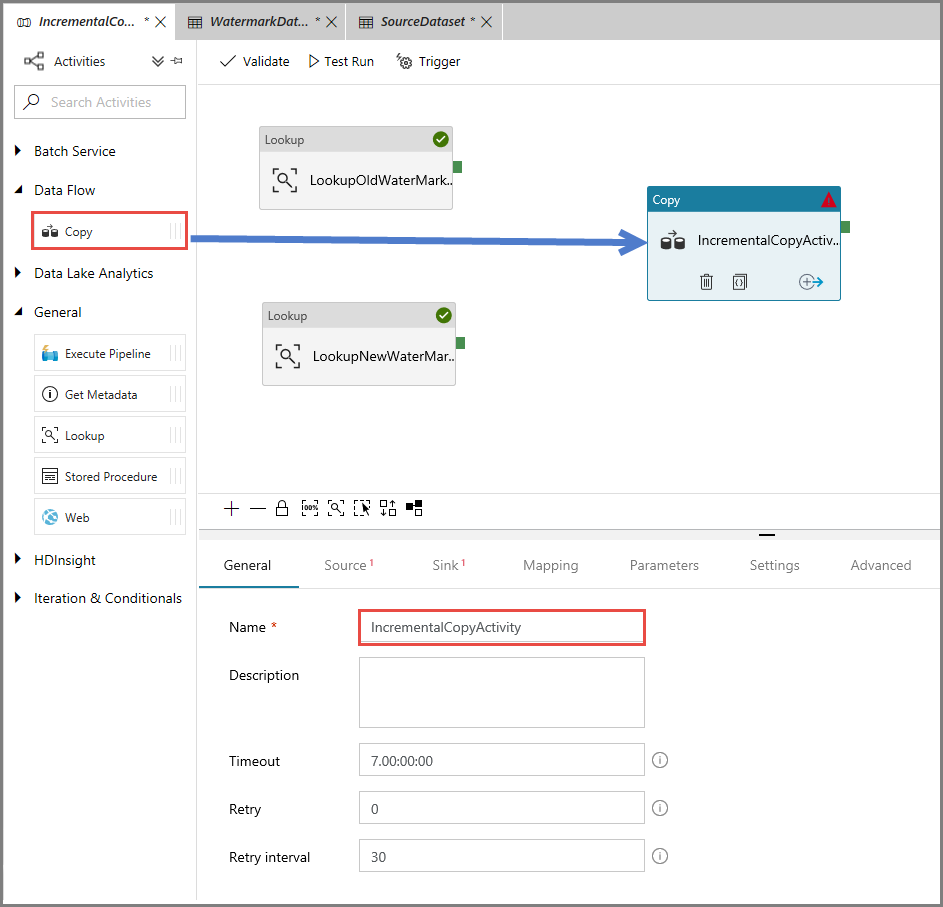 IncrementalCo... *
WatermarkDat... *
SourceDataset *
Activities
Search Activities
Batch Service
Data Flow
Copy
Data Lake Analytics
General
Execute Pipeline
Get Metadata
Lookup
Stored Procedure
Web
HDInsight
Iteration & Conditionals
Validate
Test Run
Trigger
Lookup
LookupOldWaterMark..
Copy
IncrementalCopyActiv..
Lookup
LookupNewWaterMar..
100%
General
Source 1
Sink 1
Mapping
Parameters
Settings
Advanced
Name *
IncrementalCopyActivity
Description
Timeout
7.00:00:00
Retry
0
Retry interval
30